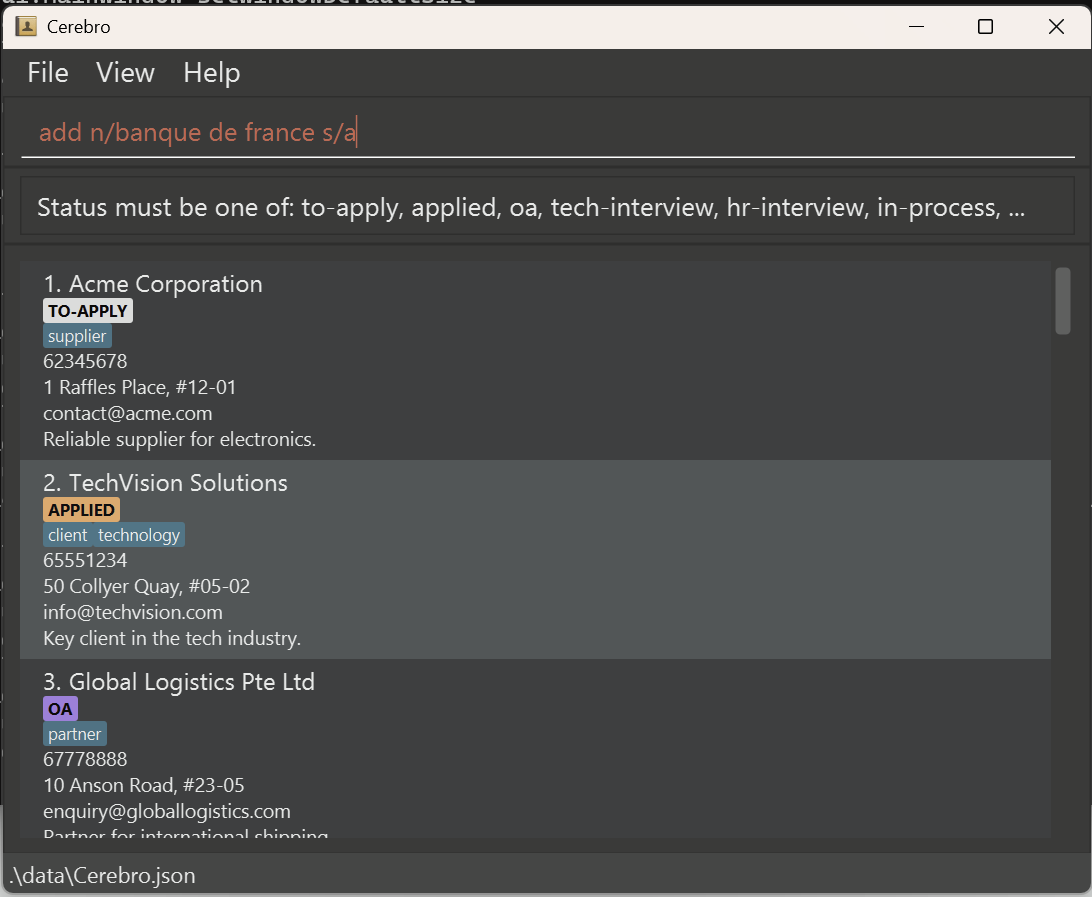 Cerebro
File View Help
add n/banque de france s/a
Status must be one of: to-apply, applied, oa, tech-interview, hr-interview, in-process, ...
1. Acme Corporation
TO-APPLY
supplier
62345678
1 Raffles Place, #12-01
contact@acme.com
Reliable supplier for electronics.
2. TechVision Solutions
APPLIED
client technology
65551234
50 Collyer Quay, #05-02
info@techvision.com
Key client in the tech industry.
3. Global Logistics Pte Ltd
OA
partner
67778888
10 Anson Road, #23-05
enquiry@globallogistics.com
Partner for international shipping
.\data\Cerebro.json